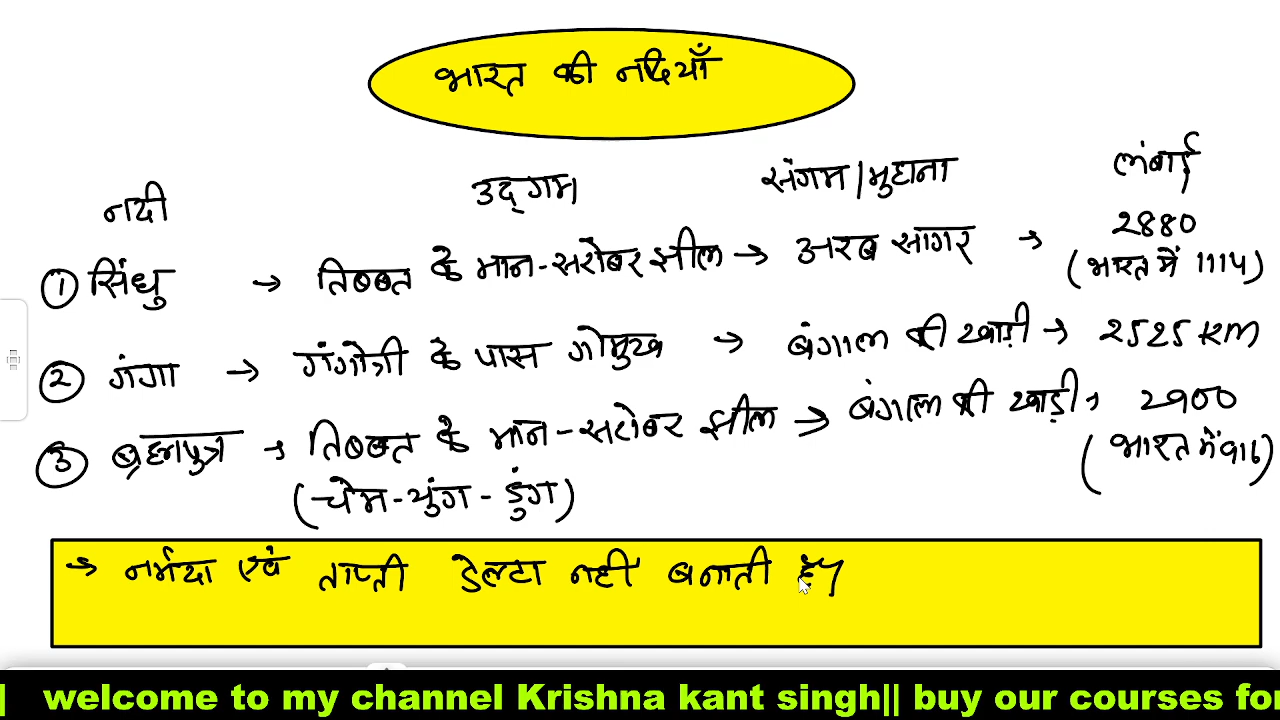 भारत की नदियाँ
नदी उद्गम संगम/मुहाना लंबाई
① सिंधु → तिब्बत के मान-सरोबर झील → अरब सागर → 2880
(भारत में 1114)
② गंगा → गंगोत्री के पास गोमुख → बंगाल की खाड़ी → 2525 km
③ ब्रह्मपुत्र → तिब्बत के मान-सरोबर झील → बंगाल की खाड़ी → 2900
(चेम-युंग-डुंग) (भारत में 916)
→ नर्मदा एवं ताप्ती डेल्टा नहीं बनाती है।
|| welcome to my channel Krishna kant singh|| buy our courses for